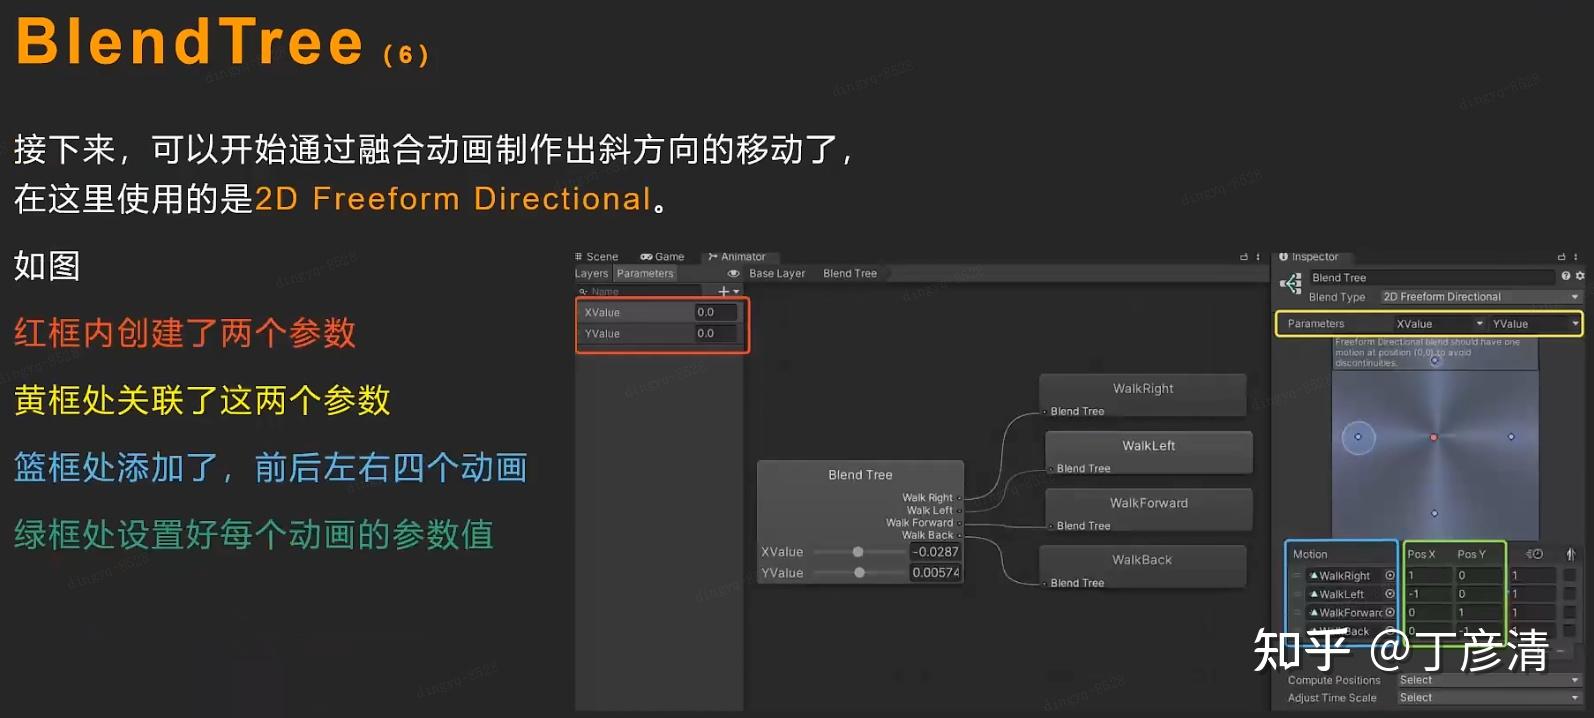 BlendTree (6)
接下来，可以开始通过融合动画制作出斜方向的移动了，
在这里使用的是2D Freeform Directional。
如图
红框内创建了两个参数
黄框处关联了这两个参数
篮框处添加了，前后左右四个动画
绿框处设置好每个动画的参数值
Scene Game Animator
Layers Parameters Base Layer Blend Tree
Name
XValue 0.0
YValue 0.0
Blend Tree
Walk Right
Walk Left
Walk Forward
Walk Back
XValue -0.0287
YValue 0.00574
WalkRight
Blend Tree
WalkLeft
Blend Tree
WalkForward
Blend Tree
WalkBack
Blend Tree
Inspector
Blend Tree
Blend Type 2D Freeform Directional
Parameters XValue YValue
Freeform Directional blend should have one
motion at position (0,0) to avoid
discontinuities.
Motion Pos X Pos Y
WalkRight 1 0 1
WalkLeft -1 0 1
WalkForward 0 1 1
WalkBack 0 -1 1
Compute Positions Select
Adjust Time Scale Select
知乎 @丁彦清
dingyq-8528